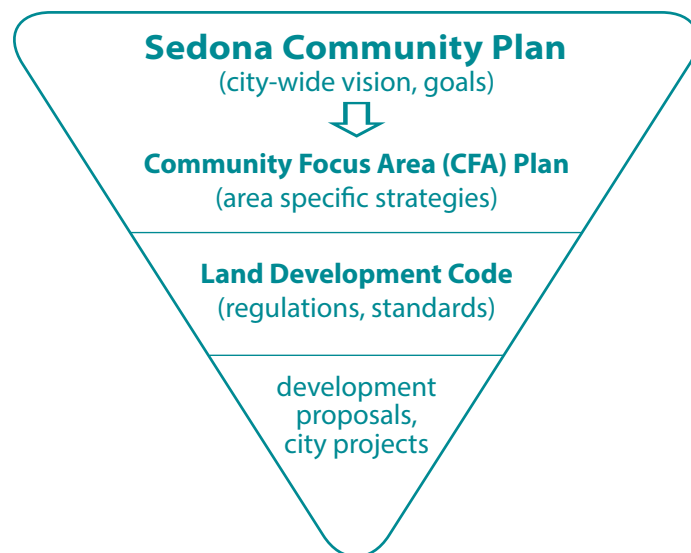 Sedona Community Plan
(city-wide vision, goals)
Community Focus Area (CFA) Plan
(area specific strategies)
Land Development Code
(regulations, standards)
development
proposals,
city projects